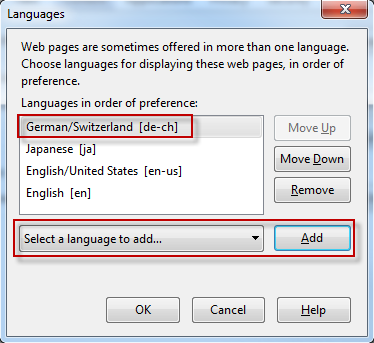 Languages
Web pages are sometimes offered in more than one language.
Choose languages for displaying these web pages, in order of
preference.
Languages in order of preference:
German/Switzerland [de-ch]
Move Up
Japanese [ja]
Move Down
English/United States [en-us]
Remove
English [en]
Select a language to add...
Add
OK
Cancel
Help